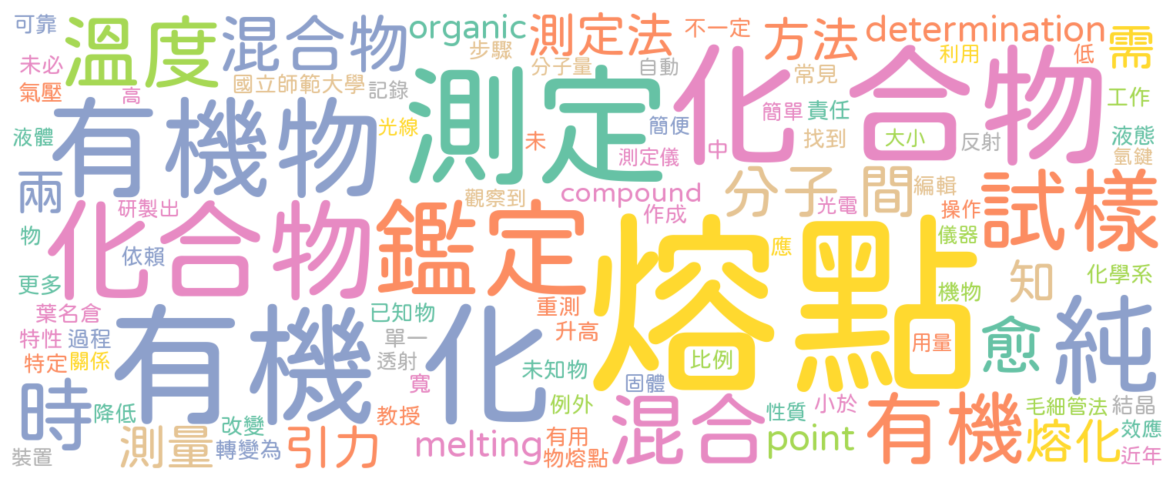 可靠
溫度
混合物
organic
測定法
不一定
方法
determination
需
步驟
利用
低
未必
國立師範大學
分子量
自動
常見
化合物
氣壓
高
記錄
測定
簡單
責任
工作
有機物
光線
簡便
找到
大小
反射
液態
液體
未
測定儀
中
氫鍵
兩
觀察到
compound
分子
間
編輯
試樣
化合物
研製出
鑑定
作成
光電
操作
物
依賴
熔點
應
儀器
更多
知
化學系
葉名倉
已知物
重測
機物
特性
過程
有機化
單一
升高
愈
純
特定
關係
透射
未知物
比例
用量
時
寬
固體
降低
改變
教授
例外
混合
性質
小於
有機
毛細管法
結晶
測量
轉變為
引力
melting
有用
point
熔化
效應
裝置
物熔點
近年